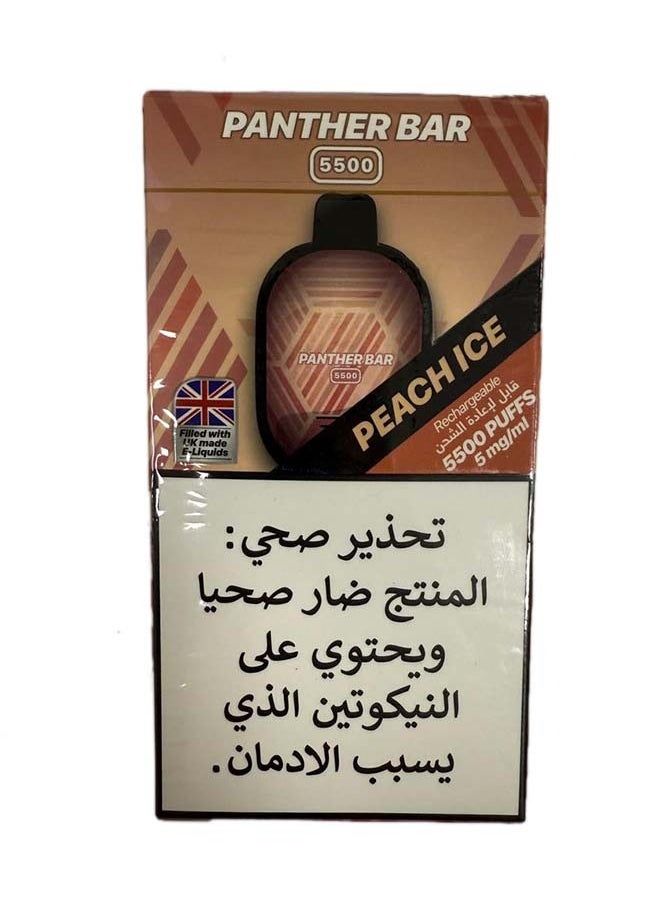 PANTHER BAR
5500
PANTHER BAR
5500
PEACH ICE
Rechargeable
قابل لإعادة الشحن
5500 PUFFS
5 mg/ml
Filled with
UK made
E-Liquids
تحذير صحي:
المنتج ضار صحيا
ويحتوي على
النيكوتين الذي
يسبب الادمان.